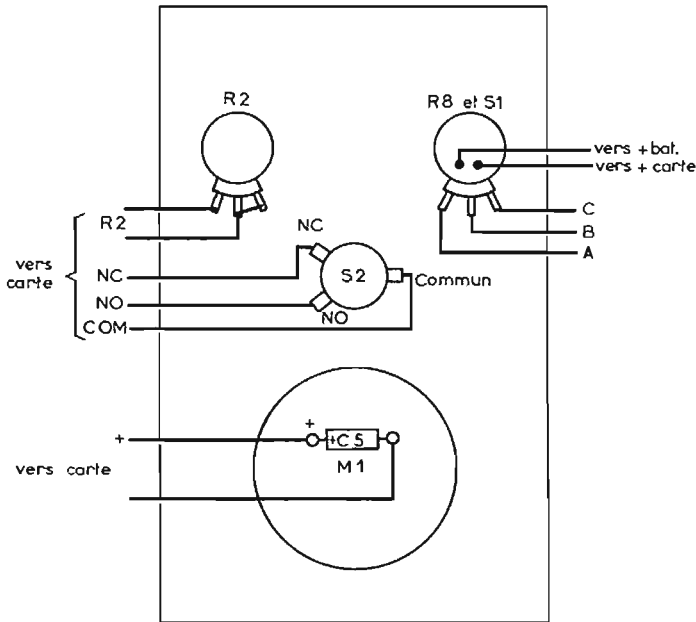 R2
R8 et S1
vers +bat.
vers + carte
R2
C
B
A
NC
vers
carte
NC
S2
Commun
NO
NO
COM
+
+
+C5
M1
vers carte